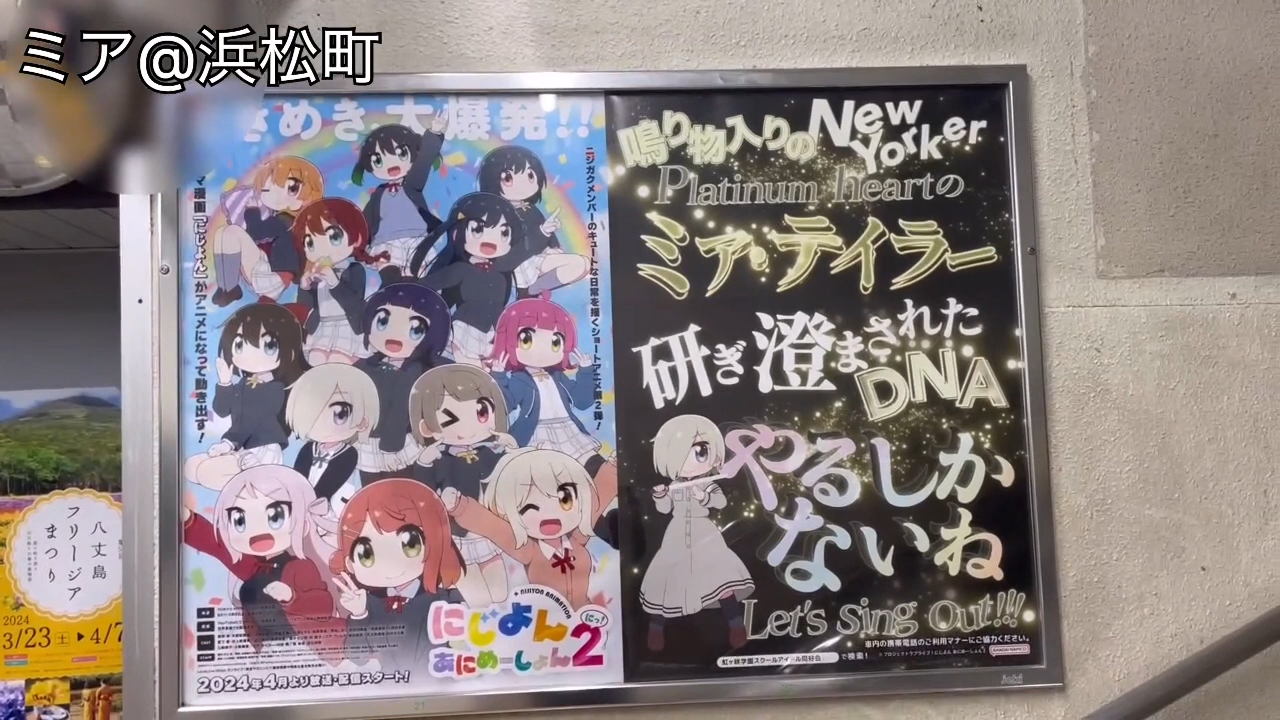 ミア@浜松町
きめき大爆発!!
ニジガクメンバーのキュートな日常を描くショートアニメ第2弾!
マ漫画『にじよん』がアニメになって動き出す!
NIJIYON ANIMATION
にじよん
あにめーしょん2
にっ!
2024年4月より放送・配信スタート!
鳴り物入りのNew Yorker
Platinum heartの
ミア・テイラー
研ぎ澄まされた
DNA
やるしか
ないね
Let's sing Out!!!
車内の携帯電話のご利用マナーにご協力ください。
虹ヶ咲学園スクールアイドル同好会 で検索!
八丈島
フリージア
まつり
2024
3/23土▶4/7
21